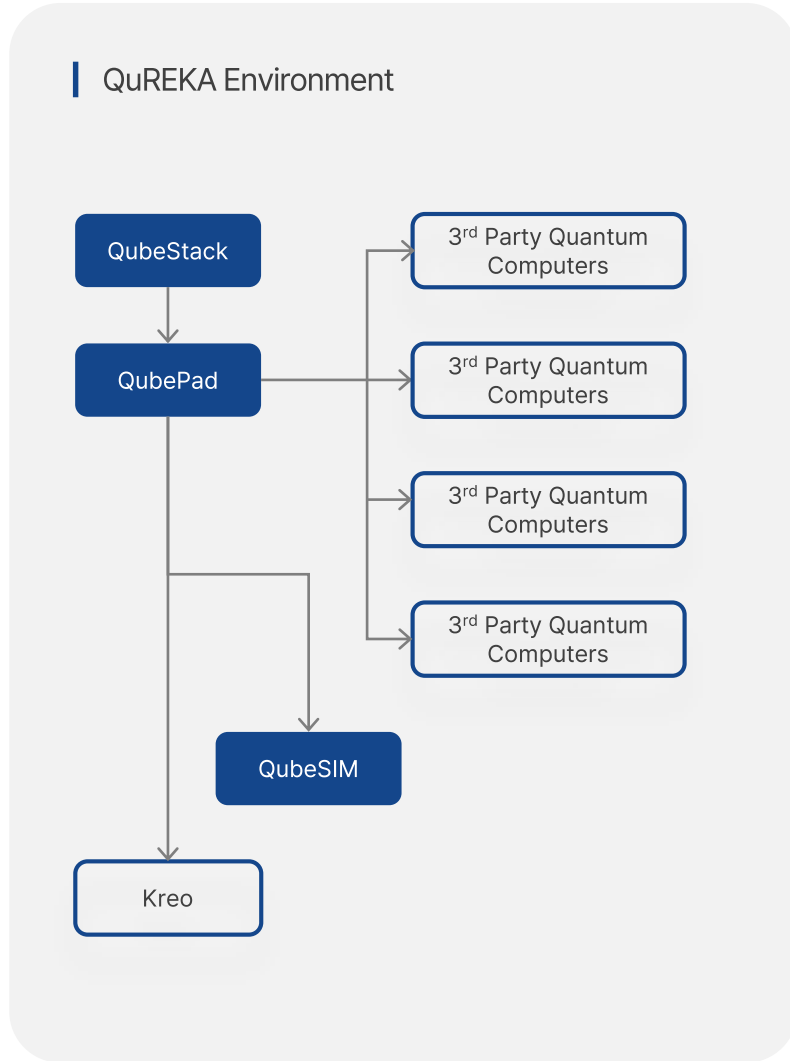 QuREKA Environment
QubeStack
3rd Party Quantum
Computers
QubePad
3rd Party Quantum
Computers
3rd Party Quantum
Computers
3rd Party Quantum
Computers
QubeSIM
Kreo